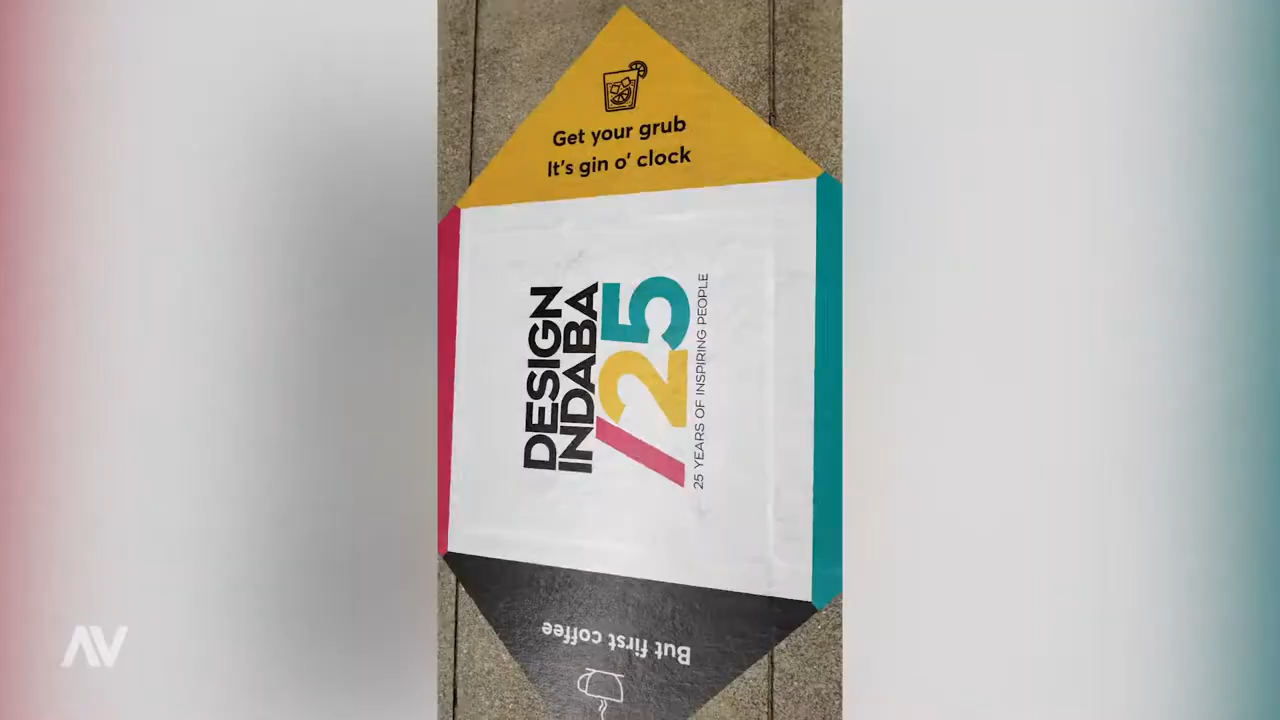 Get your grub
It's gin o' clock
DESIGN
INDABA
/25
25 YEARS OF INSPIRING PEOPLE
But first coffee
AV